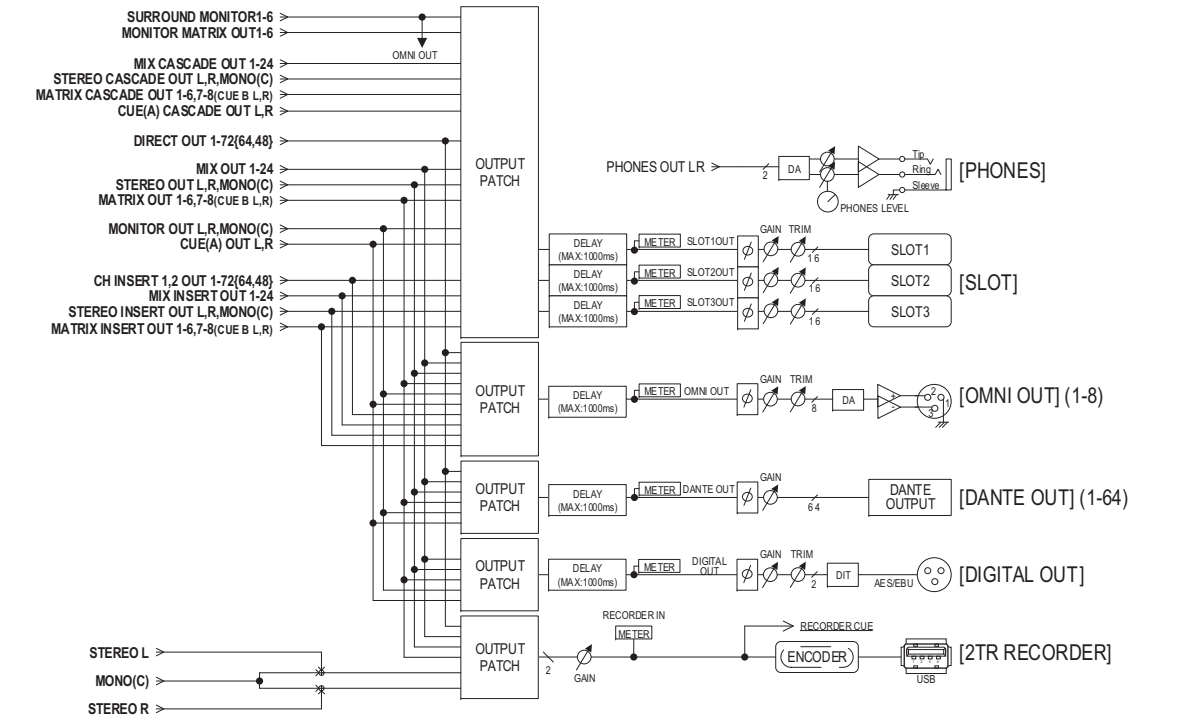 SURROUND MONITOR1-6
MONITOR MATRIX OUT1-6
OMNI OUT
MIX CASCADE OUT 1-24
STEREO CASCADE OUT L,R,MONO(C)
MATRIX CASCADE OUT 1-6,7-8(CUE B L,R)
CUE(A) CASCADE OUT L,R
DIRECT OUT 1-72{64,48}
MIX OUT 1-24
STEREO OUT L,R,MONO(C)
MATRIX OUT 1-6,7-8(CUE B L,R)
MONITOR OUT L,R,MONO(C)
CUE(A) OUT L,R
CH INSERT 1,2 OUT 1-72{64,48}
MIX INSERT OUT 1-24
STEREO INSERT OUT L,R,MONO(C)
MATRIX INSERT OUT 1-6,7-8(CUE B L,R)
OUTPUT
PATCH
PHONES OUT LR
2
DA
PHONES LEVEL
Tip
Ring
Sleeve
[PHONES]
GAIN TRIM
DELAY
(MAX:1000ms)
METER
SLOT1OUT
ϕ
16
SLOT1
DELAY
(MAX:1000ms)
METER
SLOT2OUT
ϕ
16
SLOT2
[SLOT]
DELAY
(MAX:1000ms)
METER
SLOT3OUT
ϕ
16
SLOT3
OUTPUT
PATCH
DELAY
(MAX:1000ms)
METER
OMNI OUT
ϕ
GAIN TRIM
8
DA
+
-
2
1
3
[OMNI OUT] (1-8)
OUTPUT
PATCH
DELAY
(MAX:1000ms)
METER
DANTE OUT
ϕ
GAIN
64
DANTE
OUTPUT
[DANTE OUT] (1-64)
OUTPUT
PATCH
DELAY
(MAX:1000ms)
METER
DIGITAL
OUT
ϕ
GAIN TRIM
2
DIT
AES/EBU
[DIGITAL OUT]
STEREO L
MONO(C)
STEREO R
OUTPUT
PATCH
2
GAIN
RECORDER IN
METER
RECORDER CUE
ENCODER
1 2 3 4
USB
[2TR RECORDER]